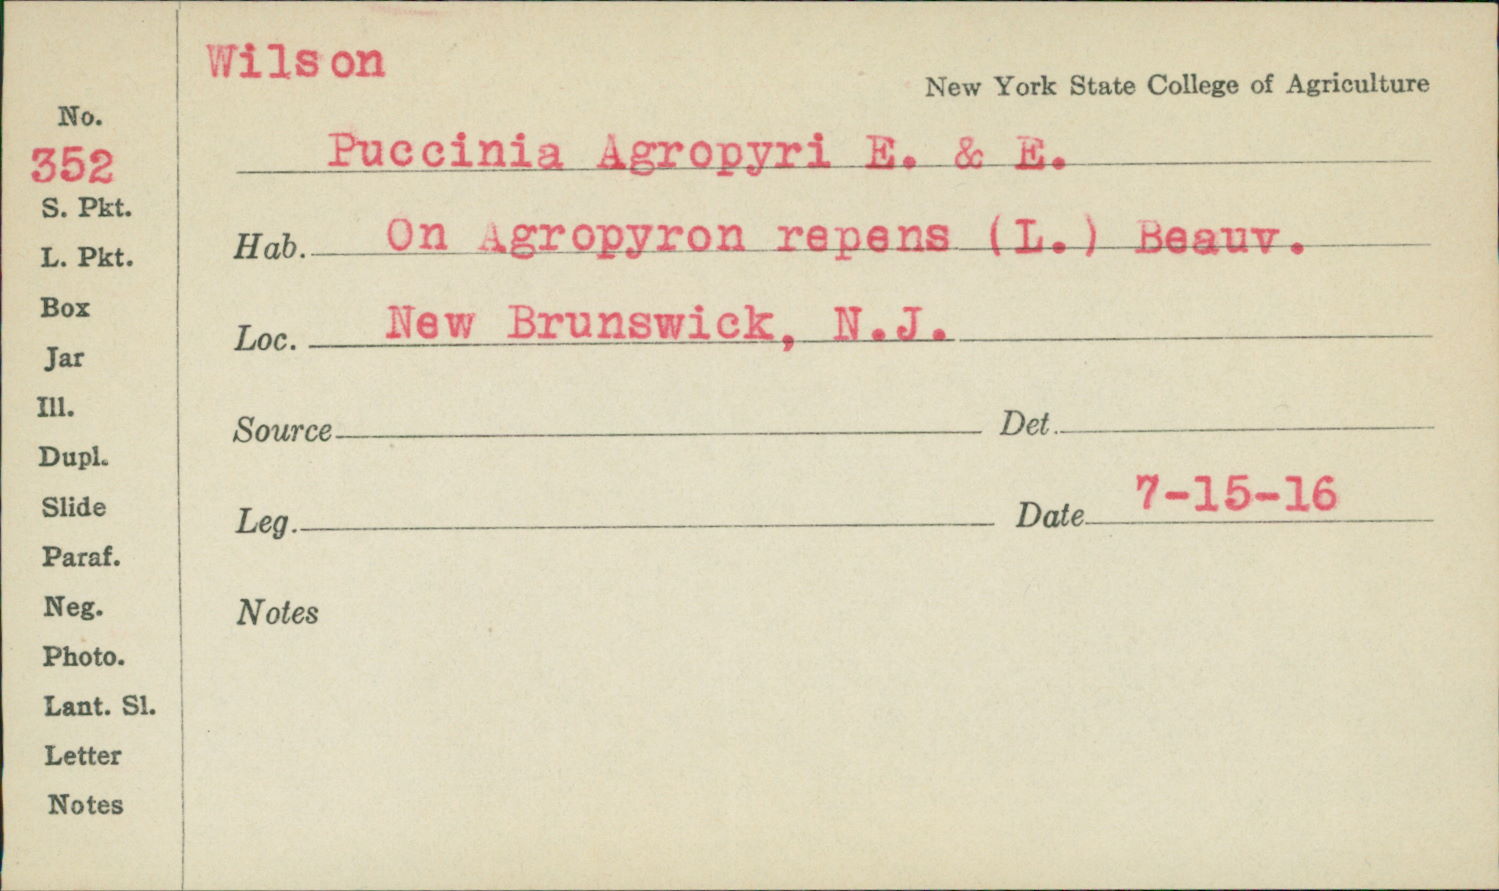 Wilson
New York State College of Agriculture
No.
352
Puccinia Agropyri E. & E.
S. Pkt.
Hab. On Agropyron repens (L.) Beauv.
L. Pkt.
Box
Loc. New Brunswick, N.J.
Jar
Ill.
Source Det.
Dupl.
Slide
Leg. Date 7-15-16
Paraf.
Neg.
Notes
Photo.
Lant. Sl.
Letter
Notes